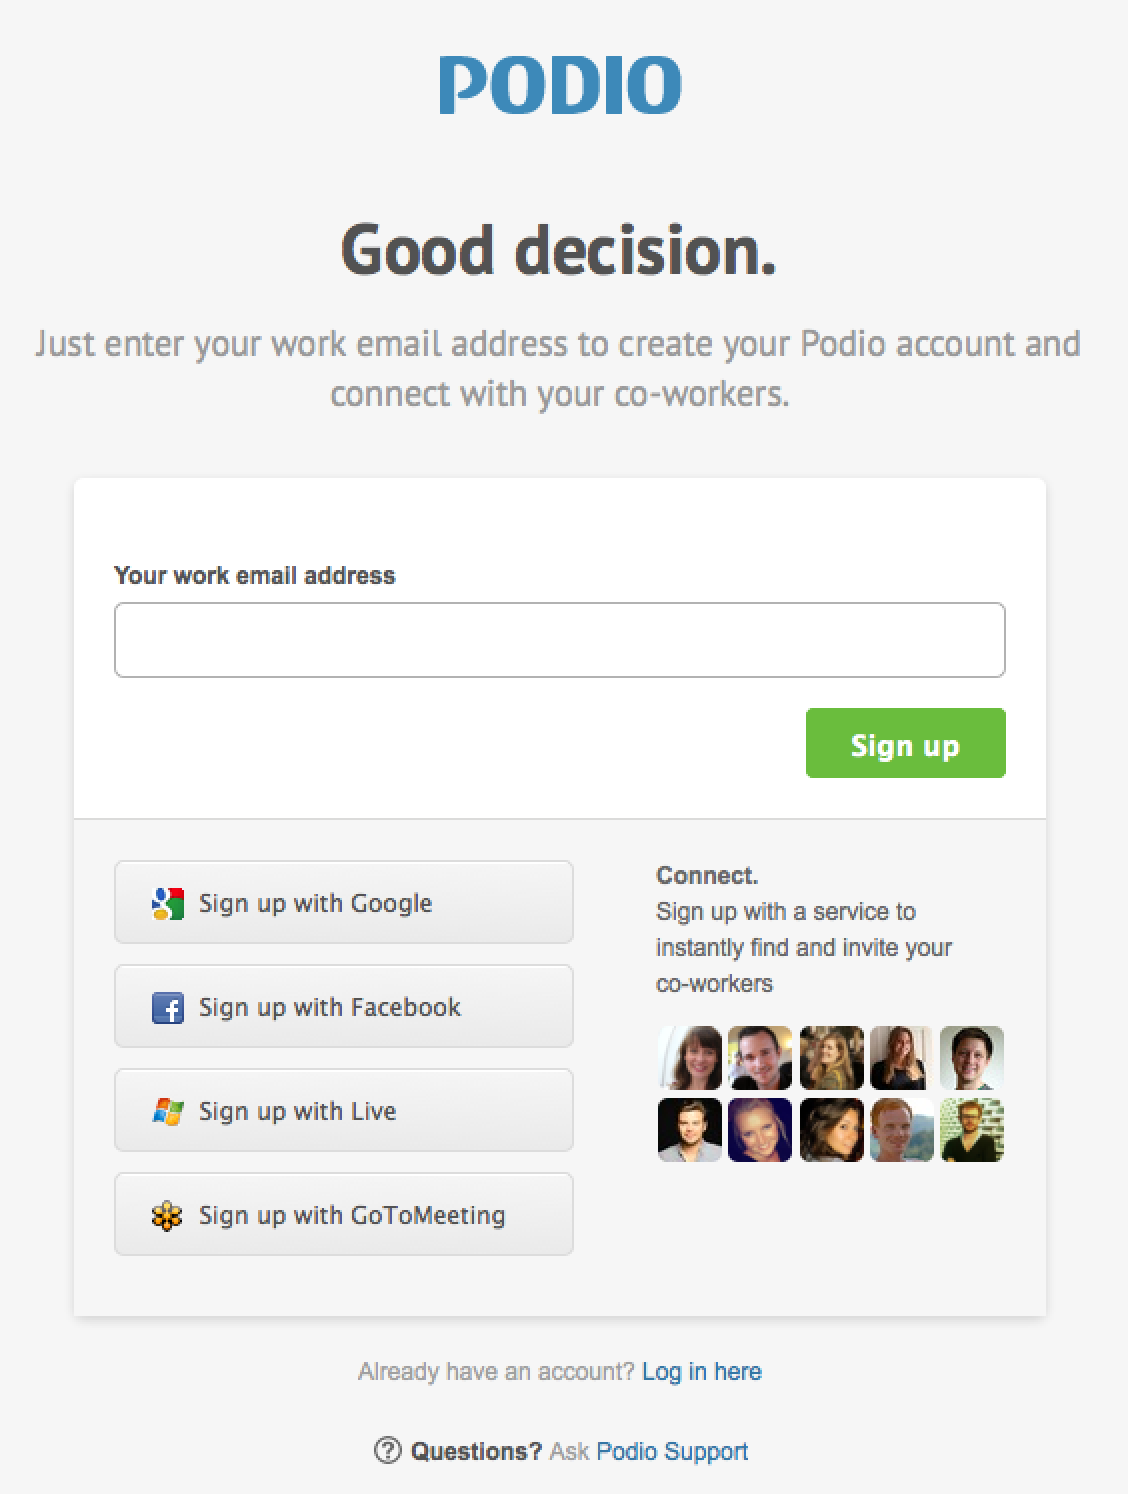 PODIO
Good decision.
Just enter your work email address to create your Podio account and
connect with your co-workers.
Your work email address
Sign up
Sign up with Google
Sign up with Facebook
Sign up with Live
Sign up with GoToMeeting
Connect.
Sign up with a service to
instantly find and invite your
co-workers
Already have an account? Log in here
Questions? Ask Podio Support